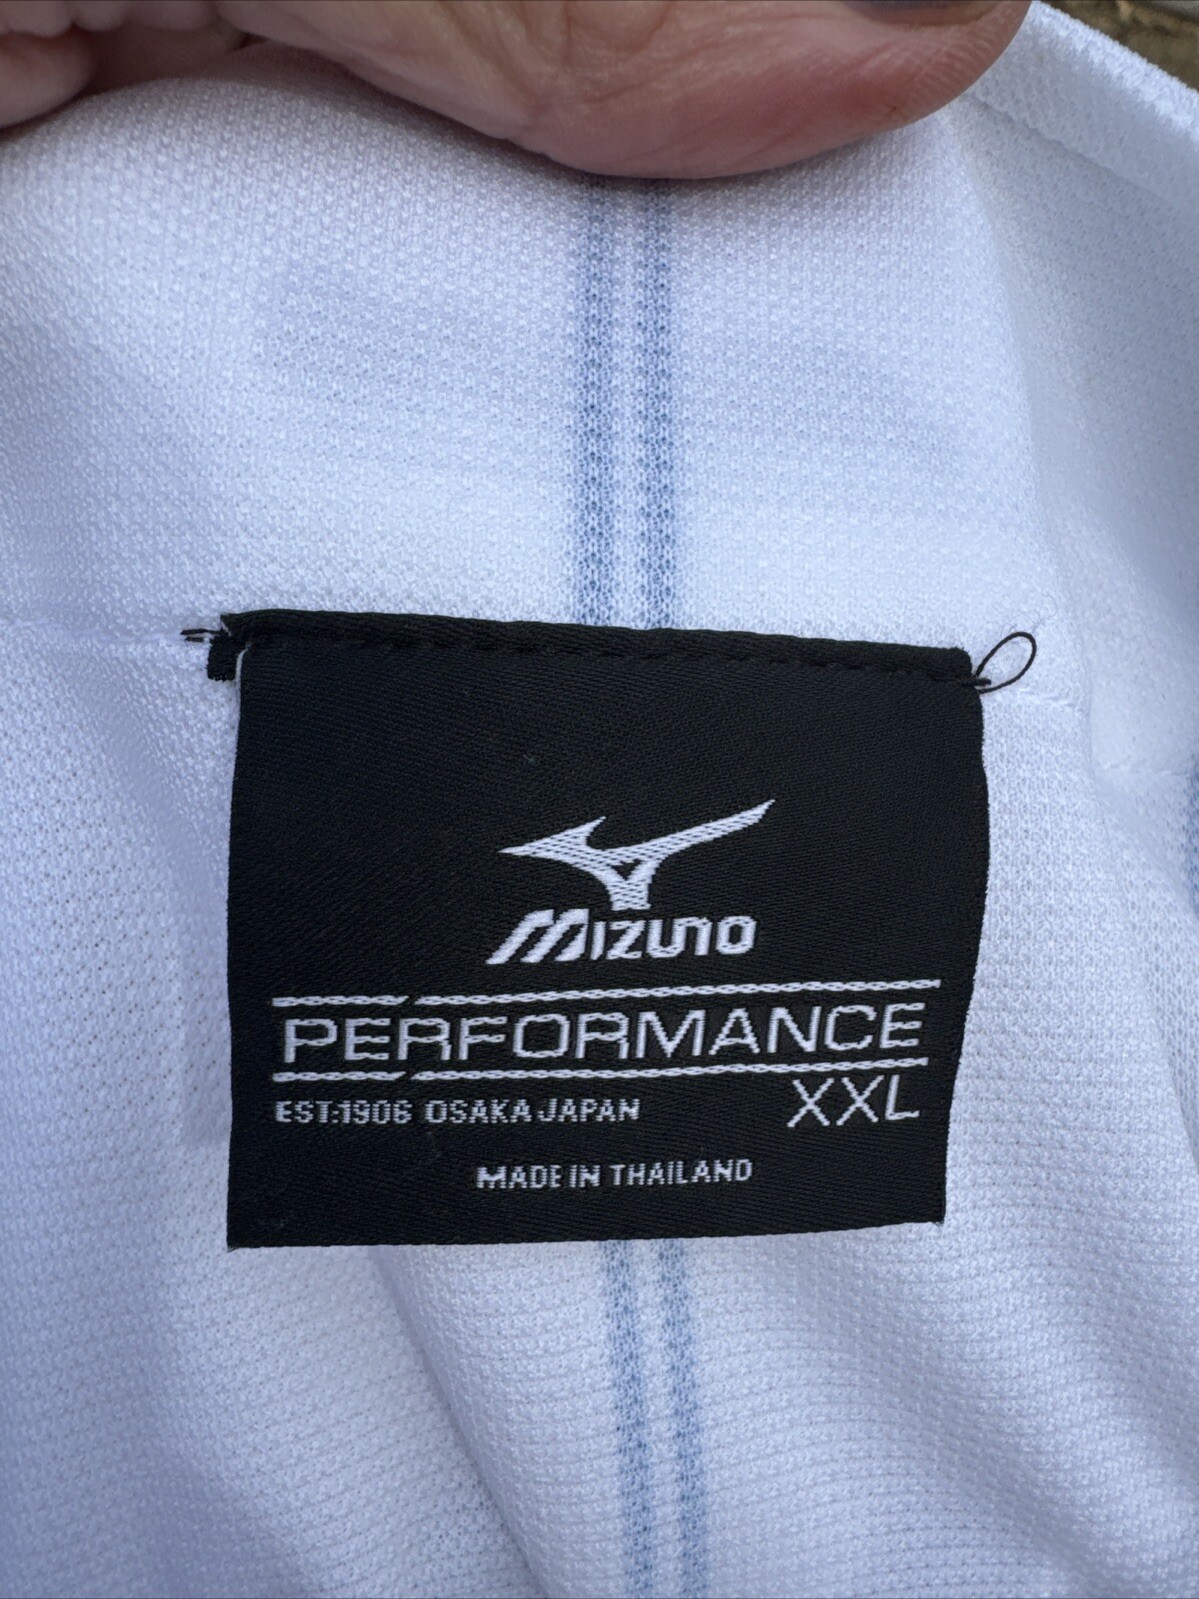 MIZUNO
PERFORMANCE
EST:1906 OSAKA JAPAN XXL
MADE IN THAILAND